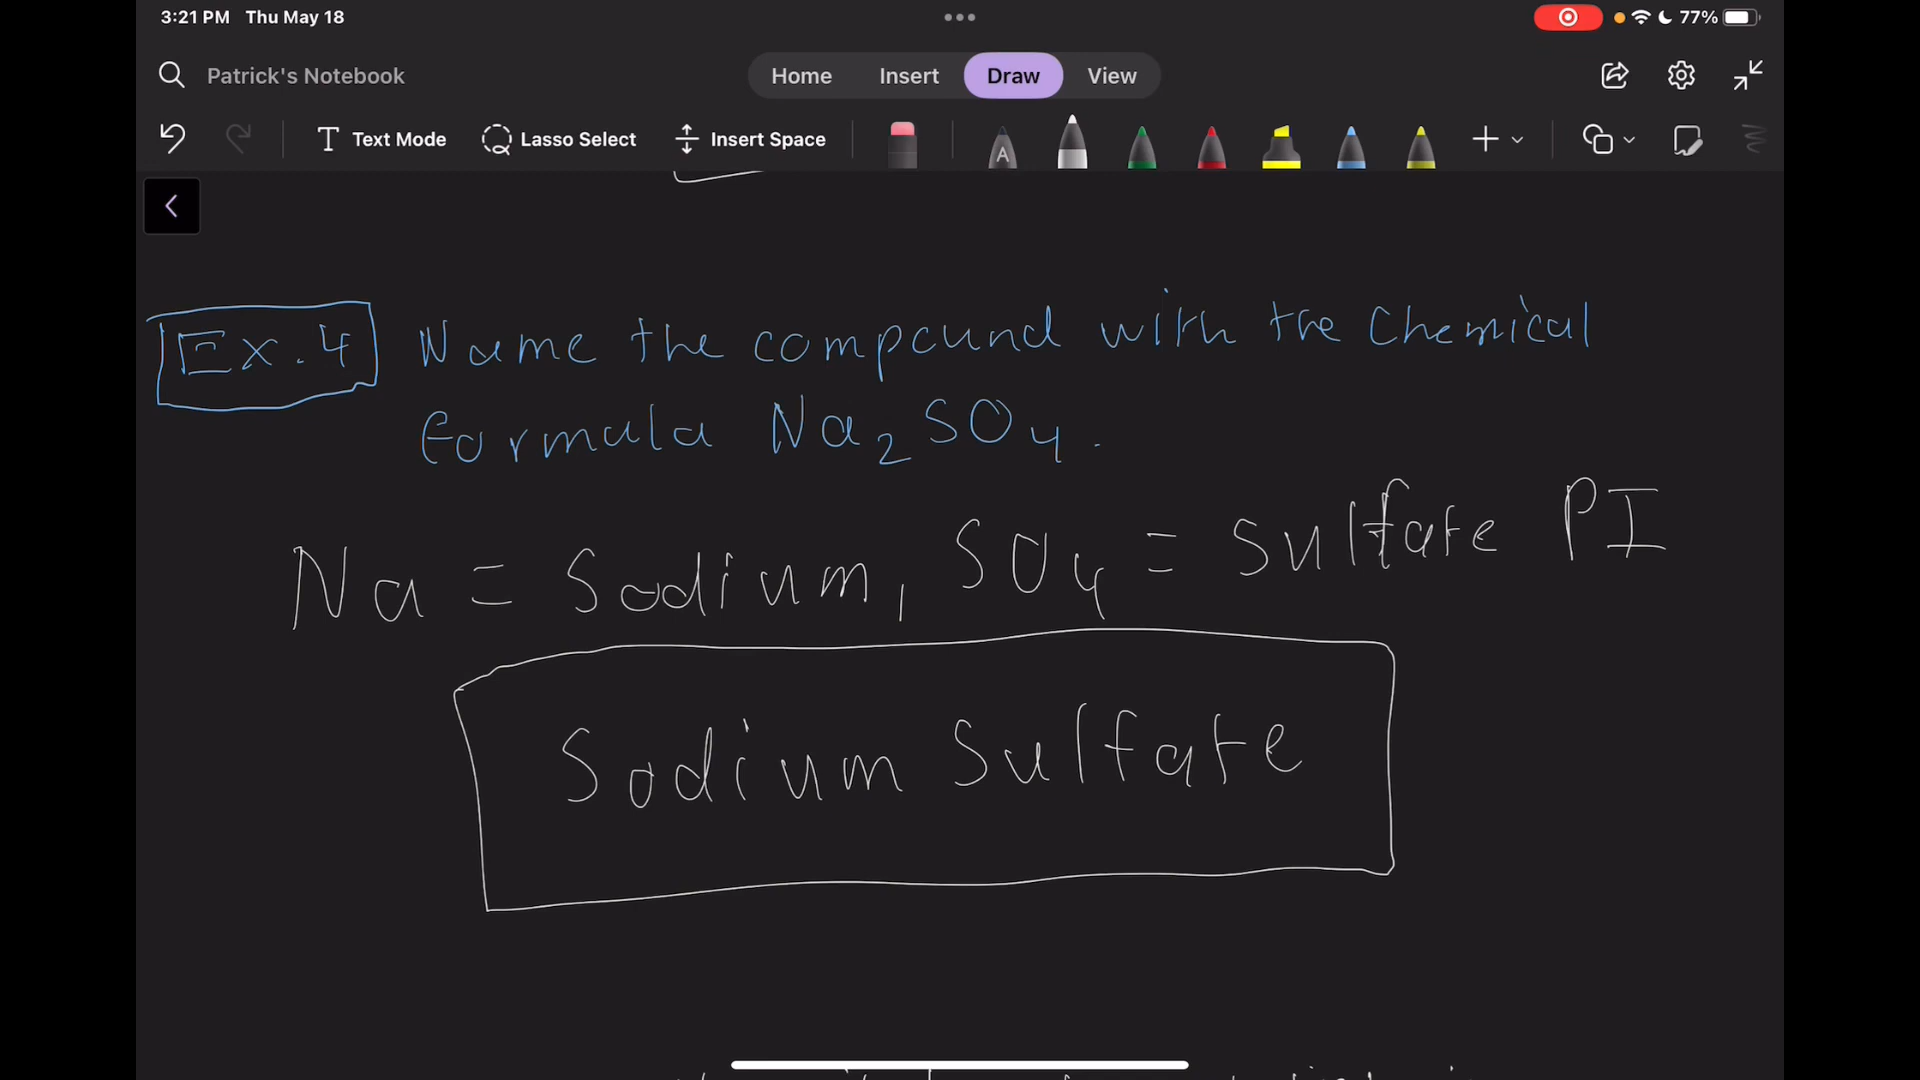 3:21 PM Thu May 18
77%
Patrick's Notebook
Home Insert Draw View
Text Mode Lasso Select Insert Space
A
Ex. 4 Name the compound with the Chemical
formula Na₂SO₄.
Na = Sodium, SO₄ = Sulfate PI
Sodium Sulfate